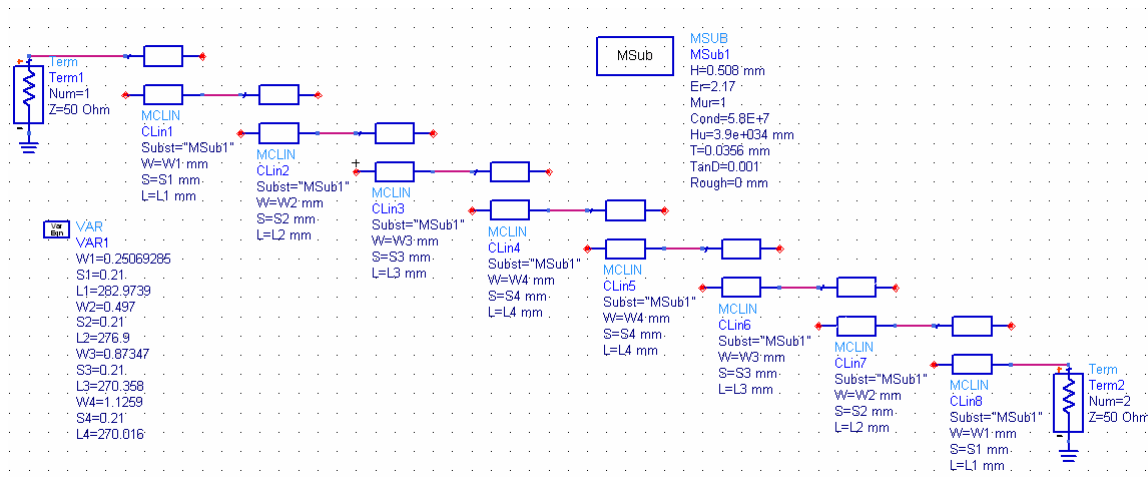 Term
Term1
Num=1
Z=50 Ohm
MSub
MSUB
MSub1
H=0.508 mm
Er=2.17
Mur=1
Cond=5.8E+7
Hu=3.9e+034 mm
T=0.0356 mm
TanD=0.001
Rough=0 mm
MCLIN
CLin1
Subst="MSub1"
W=W1 mm
S=S1 mm
L=L1 mm
MCLIN
CLin2
Subst="MSub1"
W=W2 mm
S=S2 mm
L=L2 mm
MCLIN
CLin3
Subst="MSub1"
W=W3 mm
S=S3 mm
L=L3 mm
MCLIN
CLin4
Subst="MSub1"
W=W4 mm
S=S4 mm
L=L4 mm
MCLIN
CLin5
Subst="MSub1"
W=W4 mm
S=S4 mm
L=L4 mm
MCLIN
CLin6
Subst="MSub1"
W=W3 mm
S=S3 mm
L=L3 mm
MCLIN
CLin7
Subst="MSub1"
W=W2 mm
S=S2 mm
L=L2 mm
MCLIN
CLin8
Subst="MSub1"
W=W1 mm
S=S1 mm
L=L1 mm
Term
Term2
Num=2
Z=50 Ohm
Var
Eqn
VAR
VAR1
W1=0.25069285
S1=0.21
L1=282.9739
W2=0.497
S2=0.21
L2=276.9
W3=0.87347
S3=0.21
L3=270.358
W4=1.1259
S4=0.21
L4=270.016